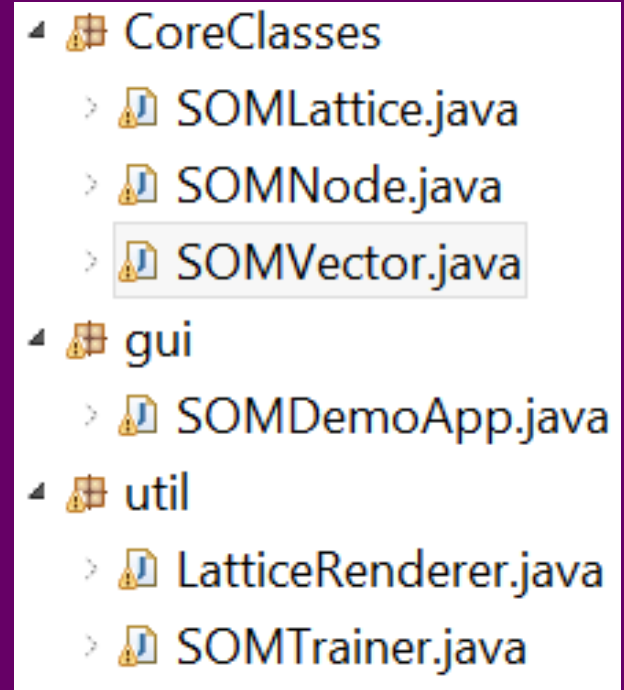 CoreClasses
SOMLattice.java
SOMNode.java
SOMVector.java
gui
SOMDemoApp.java
util
LatticeRenderer.java
SOMTrainer.java